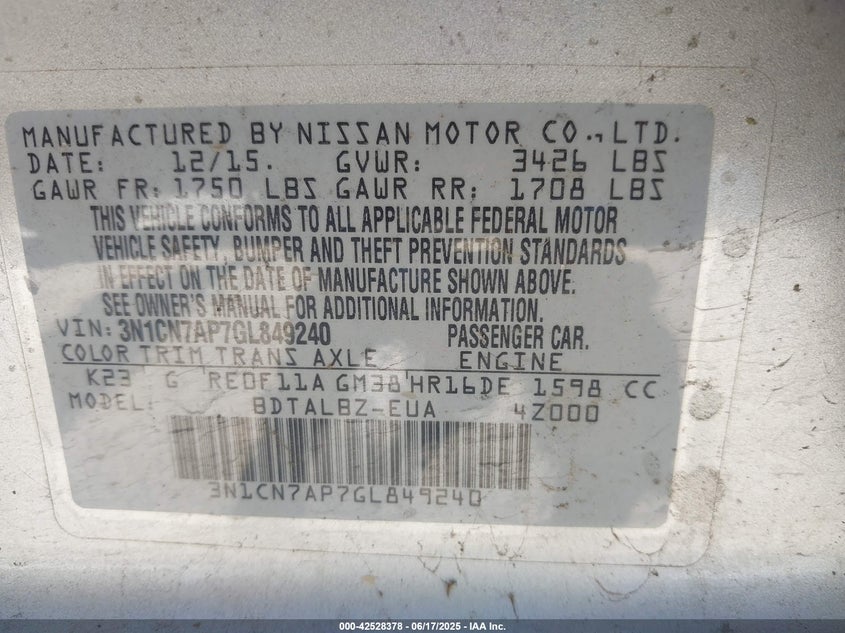 MANUFACTURED BY NISSAN MOTOR CO., LTD.
DATE: 12/15. GVWR: 3426 LBS
GAWR FR: 1750 LBS GAWR RR: 1708 LBS
THIS VEHICLE CONFORMS TO ALL APPLICABLE FEDERAL MOTOR
VEHICLE SAFETY, BUMPER AND THEFT PREVENTION STANDARDS
IN EFFECT ON THE DATE OF MANUFACTURE SHOWN ABOVE.
SEE OWNER'S MANUAL FOR ADDITIONAL INFORMATION.
VIN: 3N1CN7AP7GL849240 PASSENGER CAR.
COLOR TRIM TRANS AXLE ENGINE
K23 G RE0F11A GM38 HR16DE 1598 CC
MODEL: BDTALBZ-EUA 4Z000
3N1CN7AP7GL849240
000-42528378 - 06/17/2025 - IAA Inc.